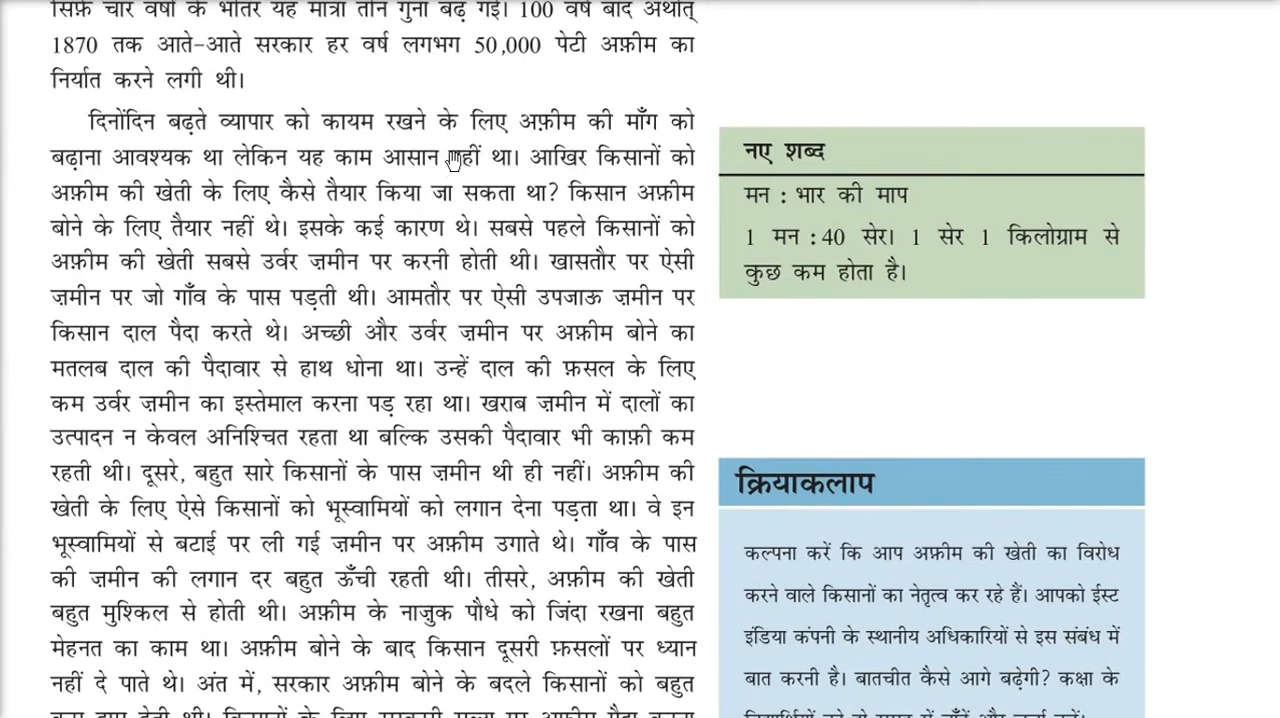 सिर्फ़ चार वर्षों के भीतर यह मात्रा तीन गुना बढ़ गई। 100 वर्ष बाद अर्थात्
1870 तक आते-आते सरकार हर वर्ष लगभग 50,000 पेटी अफ़ीम का
निर्यात करने लगी थी।
दिनोंदिन बढ़ते व्यापार को कायम रखने के लिए अफ़ीम की माँग को
बढ़ाना आवश्यक था लेकिन यह काम आसान नहीं था। आखिर किसानों को
अफ़ीम की खेती के लिए कैसे तैयार किया जा सकता था? किसान अफ़ीम
बोने के लिए तैयार नहीं थे। इसके कई कारण थे। सबसे पहले किसानों को
अफ़ीम की खेती सबसे उर्वर ज़मीन पर करनी होती थी। खासतौर पर ऐसी
ज़मीन पर जो गाँव के पास पड़ती थी। आमतौर पर ऐसी उपजाऊ ज़मीन पर
किसान दाल पैदा करते थे। अच्छी और उर्वर ज़मीन पर अफ़ीम बोने का
मतलब दाल की पैदावार से हाथ धोना था। उन्हें दाल की फ़सल के लिए
कम उर्वर ज़मीन का इस्तेमाल करना पड़ रहा था। खराब ज़मीन में दालों का
उत्पादन न केवल अनिश्चित रहता था बल्कि उसकी पैदावार भी काफ़ी कम
रहती थी। दूसरे, बहुत सारे किसानों के पास ज़मीन थी ही नहीं। अफ़ीम की
खेती के लिए ऐसे किसानों को भूस्वामियों को लगान देना पड़ता था। वे इन
भूस्वामियों से बटाई पर ली गई ज़मीन पर अफ़ीम उगाते थे। गाँव के पास
की ज़मीन की लगान दर बहुत ऊँची रहती थी। तीसरे, अफ़ीम की खेती
बहुत मुश्किल से होती थी। अफ़ीम के नाज़ुक पौधे को जिंदा रखना बहुत
मेहनत का काम था। अफ़ीम बोने के बाद किसान दूसरी फ़सलों पर ध्यान
नहीं दे पाते थे। अंत में, सरकार अफ़ीम बोने के बदले किसानों को बहुत
कम दाम देती थी। किसानों के लिए सरकारी मूल्य पर अफ़ीम पैदा करना
नए शब्द
मन : भार की माप
1 मन : 40 सेर। 1 सेर 1 किलोग्राम से
कुछ कम होता है।
क्रियाकलाप
कल्पना करें कि आप अफ़ीम की खेती का विरोध
करने वाले किसानों का नेतृत्व कर रहे हैं। आपको ईस्ट
इंडिया कंपनी के स्थानीय अधिकारियों से इस संबंध में
बात करनी है। बातचीत कैसे आगे बढ़ेगी? कक्षा के